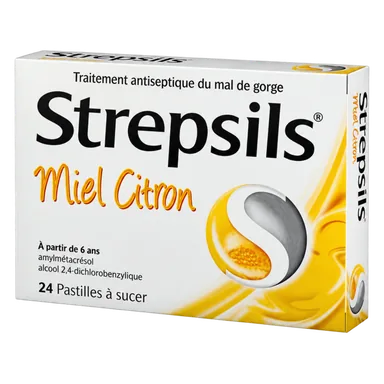 Traitement antiseptique du mal de gorge
Strepsils®
Miel Citron
À partir de 6 ans
amylmétacrésol
alcool 2,4-dichlorobenzylique
24 Pastilles à sucer
Strepsils®
Miel Citron